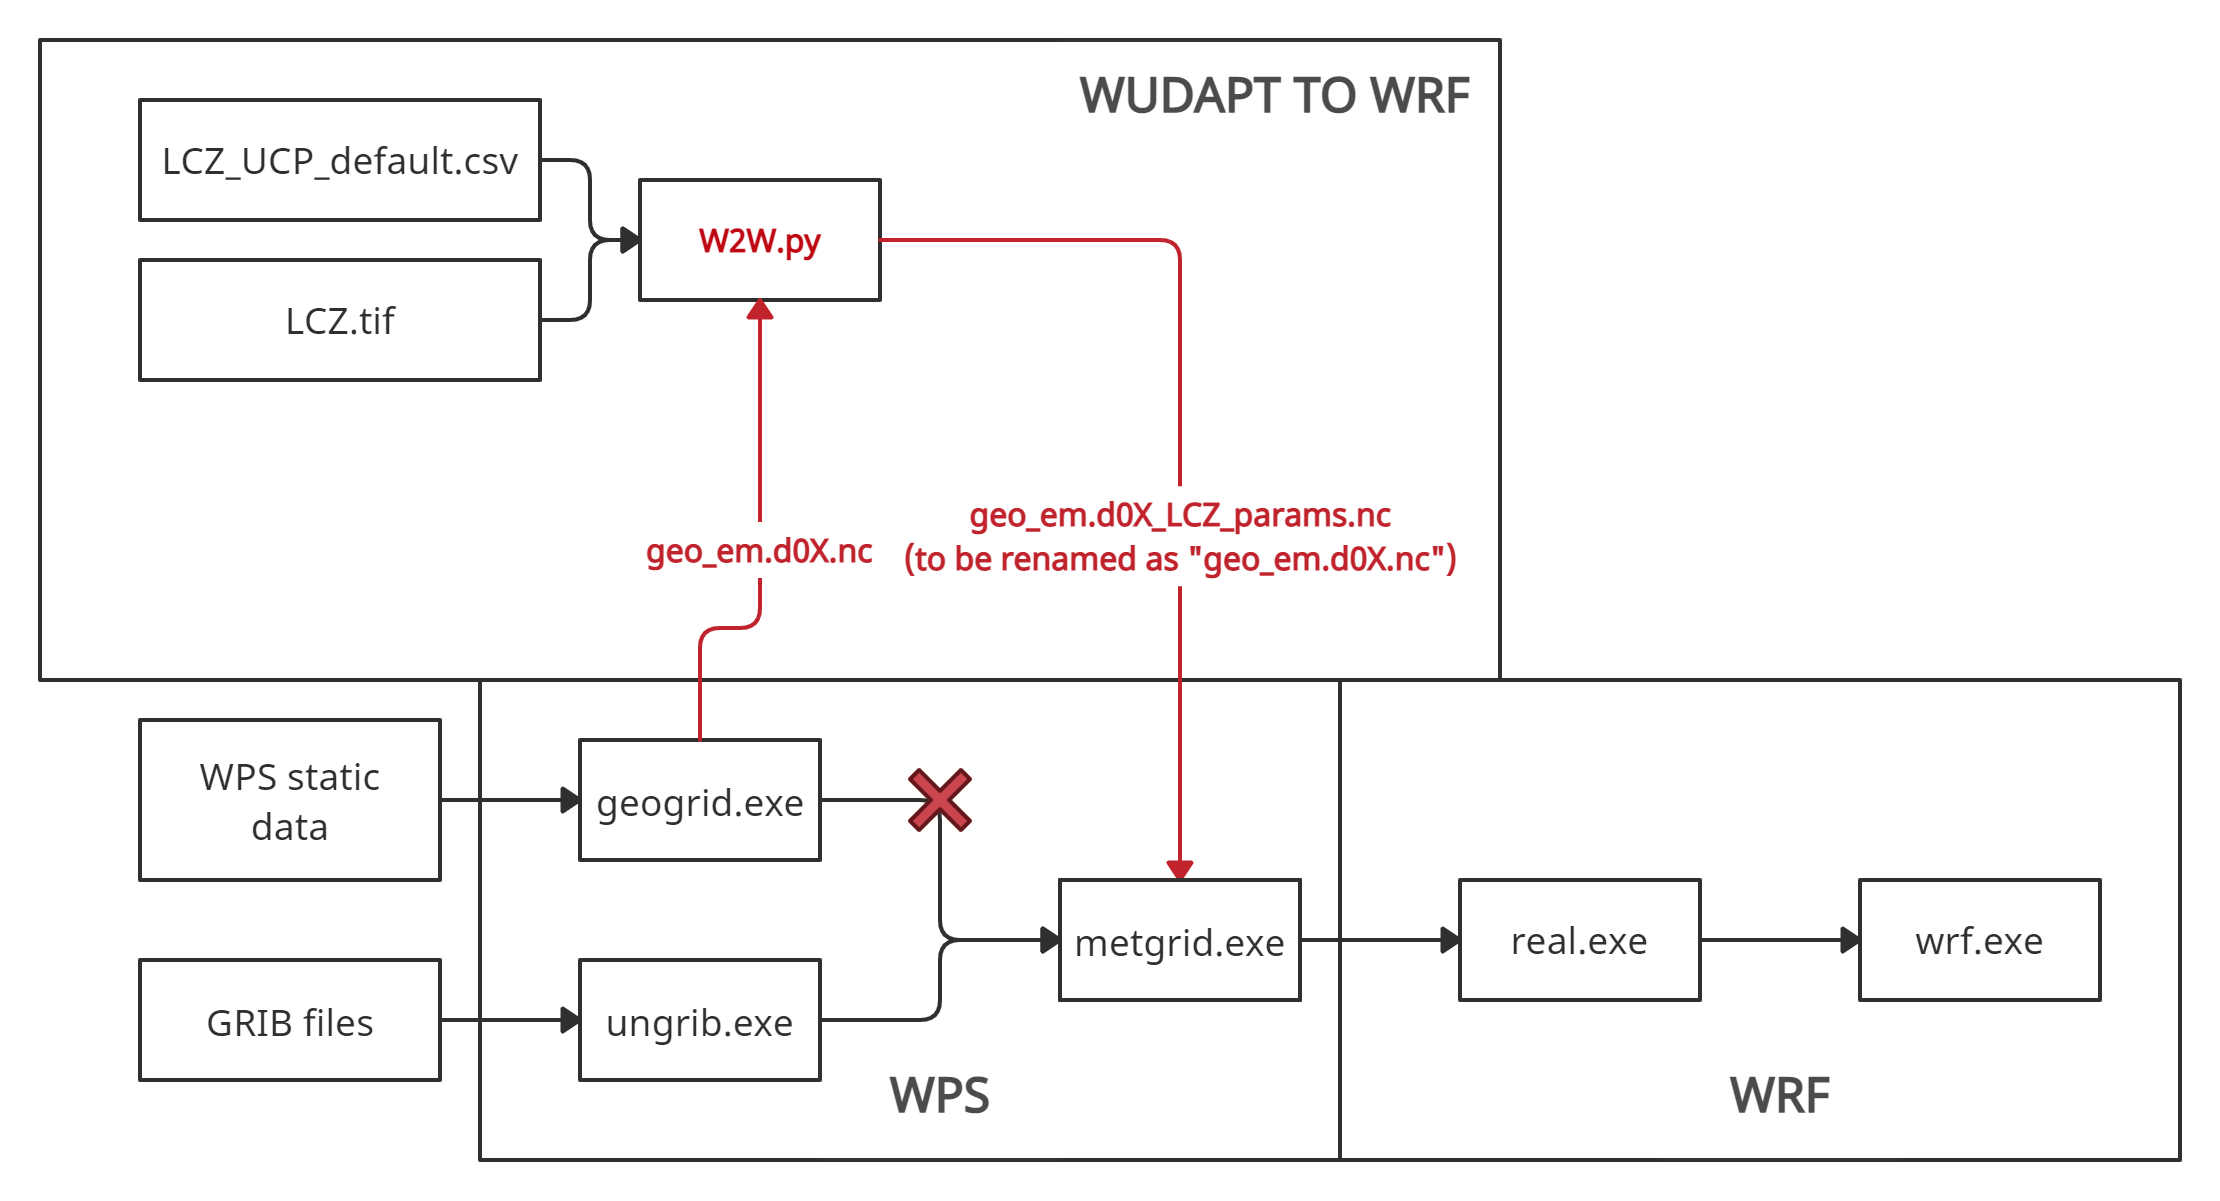 WUDAPT TO WRF
LCZ_UCP_default.csv
W2W.py
LCZ.tif
geo_em.d0X.nc
geo_em.d0X_LCZ_params.nc
(to be renamed as "geo_em.d0X.nc")
WPS static
data
geogrid.exe
GRIB files
ungrib.exe
metgrid.exe
real.exe
wrf.exe
WPS
WRF